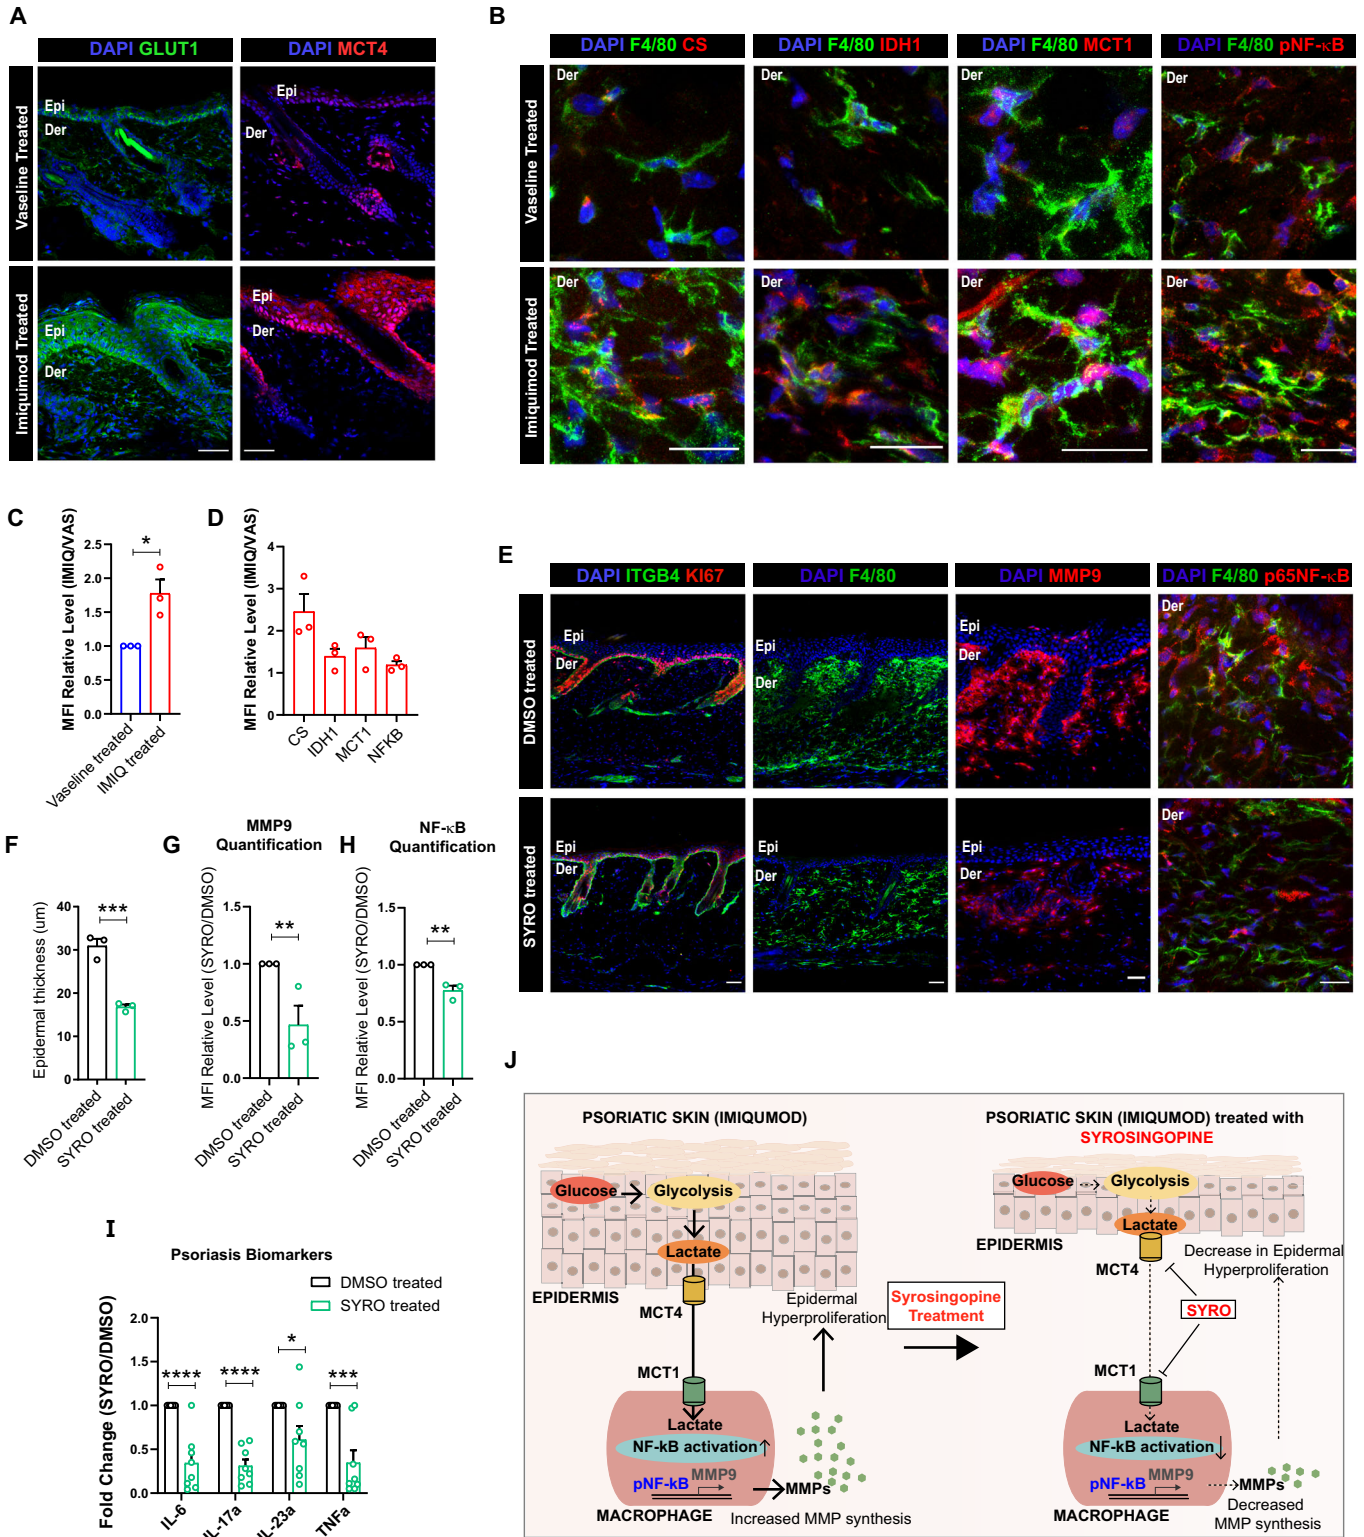 A
DAPI GLUT1
DAPI MCT4
Vaseline Treated
Imiquimod Treated
Epi
Der
Epi
Der
Epi
Der
Epi
Der
B
DAPI F4/80 CS
DAPI F4/80 IDH1
DAPI F4/80 MCT1
DAPI F4/80 pNF-κB
Vaseline Treated
Imiquimod Treated
Der
Der
Der
Der
Der
Der
Der
Der
C
MFI Relative Level (IMIQ/VAS)
2.5
2.0
1.5
1.0
0.5
0.0
*
Vaseline treated
IMIQ treated
D
MFI Relative Level (IMIQ/VAS)
4
3
2
1
0
CS
IDH1
MCT1
NFKB
E
DAPI ITGB4 KI67
DAPI F4/80
DAPI MMP9
DAPI F4/80 p65NF-κB
DMSO treated
SYRO treated
Epi
Der
Epi
Der
Epi
Der
Der
Epi
Der
Epi
Der
Epi
Der
Der
F
Epidermal thickness (um)
40
30
20
10
0
***
DMSO treated
SYRO treated
G
MMP9
Quantification
MFI Relative Level (SYRO/DMSO)
1.5
1.0
0.5
0.0
**
DMSO treated
SYRO treated
H
NF-κB
Quantification
MFI Relative Level (SYRO/DMSO)
1.5
1.0
0.5
0.0
**
DMSO treated
SYRO treated
I
Psoriasis Biomarkers
DMSO treated
SYRO treated
Fold Change (SYRO/DMSO)
2.0
1.5
1.0
0.5
0.0
****
****
*
***
IL-6
IL-17a
IL-23a
TNFa
J
PSORIATIC SKIN (IMIQUMOD)
Glucose
Glycolysis
Lactate
EPIDERMIS
MCT4
Epidermal
Hyperproliferation
MCT1
Lactate
NF-kB activation
pNF-kB
MMP9
MMPs
MACROPHAGE
Increased MMP synthesis
Syrosingopine
Treatment
PSORIATIC SKIN (IMIQUMOD) treated with
SYROSINGOPINE
Glucose
Glycolysis
Lactate
EPIDERMIS
MCT4
Decrease in Epidermal
Hyperproliferation
SYRO
MCT1
Lactate
NF-kB activation
pNF-kB
MMP9
MMPs
MACROPHAGE
Decreased
MMP synthesis